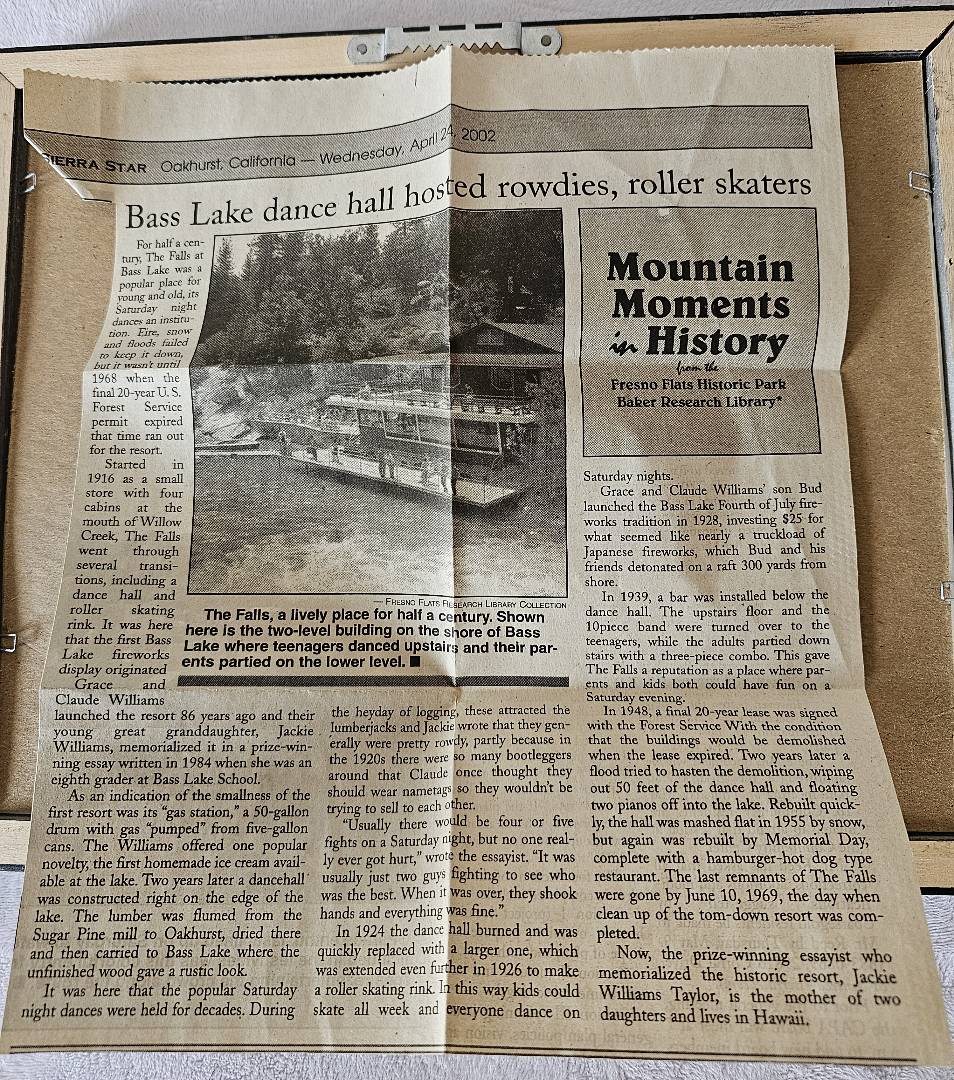 SIERRA STAR Oakhurst, California — Wednesday, April 24, 2002
Bass Lake dance hall hosted rowdies, roller skaters
For half a cen-
tury, The Falls at
Bass Lake was a
popular place for
young and old, its
Saturday night
dances an institu-
tion. Fire, snow
and floods failed
to keep it down,
but it wasn't until
1968 when the
final 20-year U.S.
Forest Service
permit expired
that time ran out
for the resort.
Started in
1916 as a small
store with four
cabins at the
mouth of Willow
Creek, The Falls
went through
several transi-
tions, including a
dance hall and
roller skating
rink. It was here
that the first Bass
Lake fireworks
display originated
Grace and
Claude Williams
launched the resort 86 years ago and their
young great granddaughter, Jackie
Williams, memorialized it in a prize-win-
ning essay written in 1984 when she was an
eighth grader at Bass Lake School.
As an indication of the smallness of the
first resort was its "gas station," a 50-gallon
drum with gas "pumped" from five-gallon
cans. The Williams offered one popular
novelty, the first homemade ice cream avail-
able at the lake. Two years later a dancehall
was constructed right on the edge of the
lake. The lumber was flumed from the
Sugar Pine mill to Oakhurst, dried there
and then carried to Bass Lake where the
unfinished wood gave a rustic look.
It was here that the popular Saturday
night dances were held for decades. During
— FRESNO FLATS RESEARCH LIBRARY COLLECTION
The Falls, a lively place for half a century. Shown
here is the two-level building on the shore of Bass
Lake where teenagers danced upstairs and their par-
ents partied on the lower level. ■
the heyday of logging, these attracted the
lumberjacks and Jackie wrote that they gen-
erally were pretty rowdy, partly because in
the 1920s there were so many bootleggers
around that Claude once thought they
should wear nametags so they wouldn't be
trying to sell to each other.
"Usually there would be four or five
fights on a Saturday night, but no one real-
ly ever got hurt," wrote the essayist. "It was
usually just two guys fighting to see who
was the best. When it was over, they shook
hands and everything was fine."
In 1924 the dance hall burned and was
quickly replaced with a larger one, which
was extended even further in 1926 to make
a roller skating rink. In this way kids could
skate all week and everyone dance on
Mountain
Moments
in History
from the
Fresno Flats Historic Park
Baker Research Library*
Saturday nights.
Grace and Claude Williams' son Bud
launched the Bass Lake Fourth of July fire-
works tradition in 1928, investing $25 for
what seemed like nearly a truckload of
Japanese fireworks, which Bud and his
friends detonated on a raft 300 yards from
shore.
In 1939, a bar was installed below the
dance hall. The upstairs floor and the
10piece band were turned over to the
teenagers, while the adults partied down
stairs with a three-piece combo. This gave
The Falls a reputation as a place where par-
ents and kids both could have fun on a
Saturday evening.
In 1948, a final 20-year lease was signed
with the Forest Service With the condition
that the buildings would be demolished
when the lease expired. Two years later a
flood tried to hasten the demolition, wiping
out 50 feet of the dance hall and floating
two pianos off into the lake. Rebuilt quick-
ly, the hall was mashed flat in 1955 by snow,
but again was rebuilt by Memorial Day,
complete with a hamburger-hot dog type
restaurant. The last remnants of The Falls
were gone by June 10, 1969, the day when
clean up of the tom-down resort was com-
pleted.
Now, the prize-winning essayist who
memorialized the historic resort, Jackie
Williams Taylor, is the mother of two
daughters and lives in Hawaii.